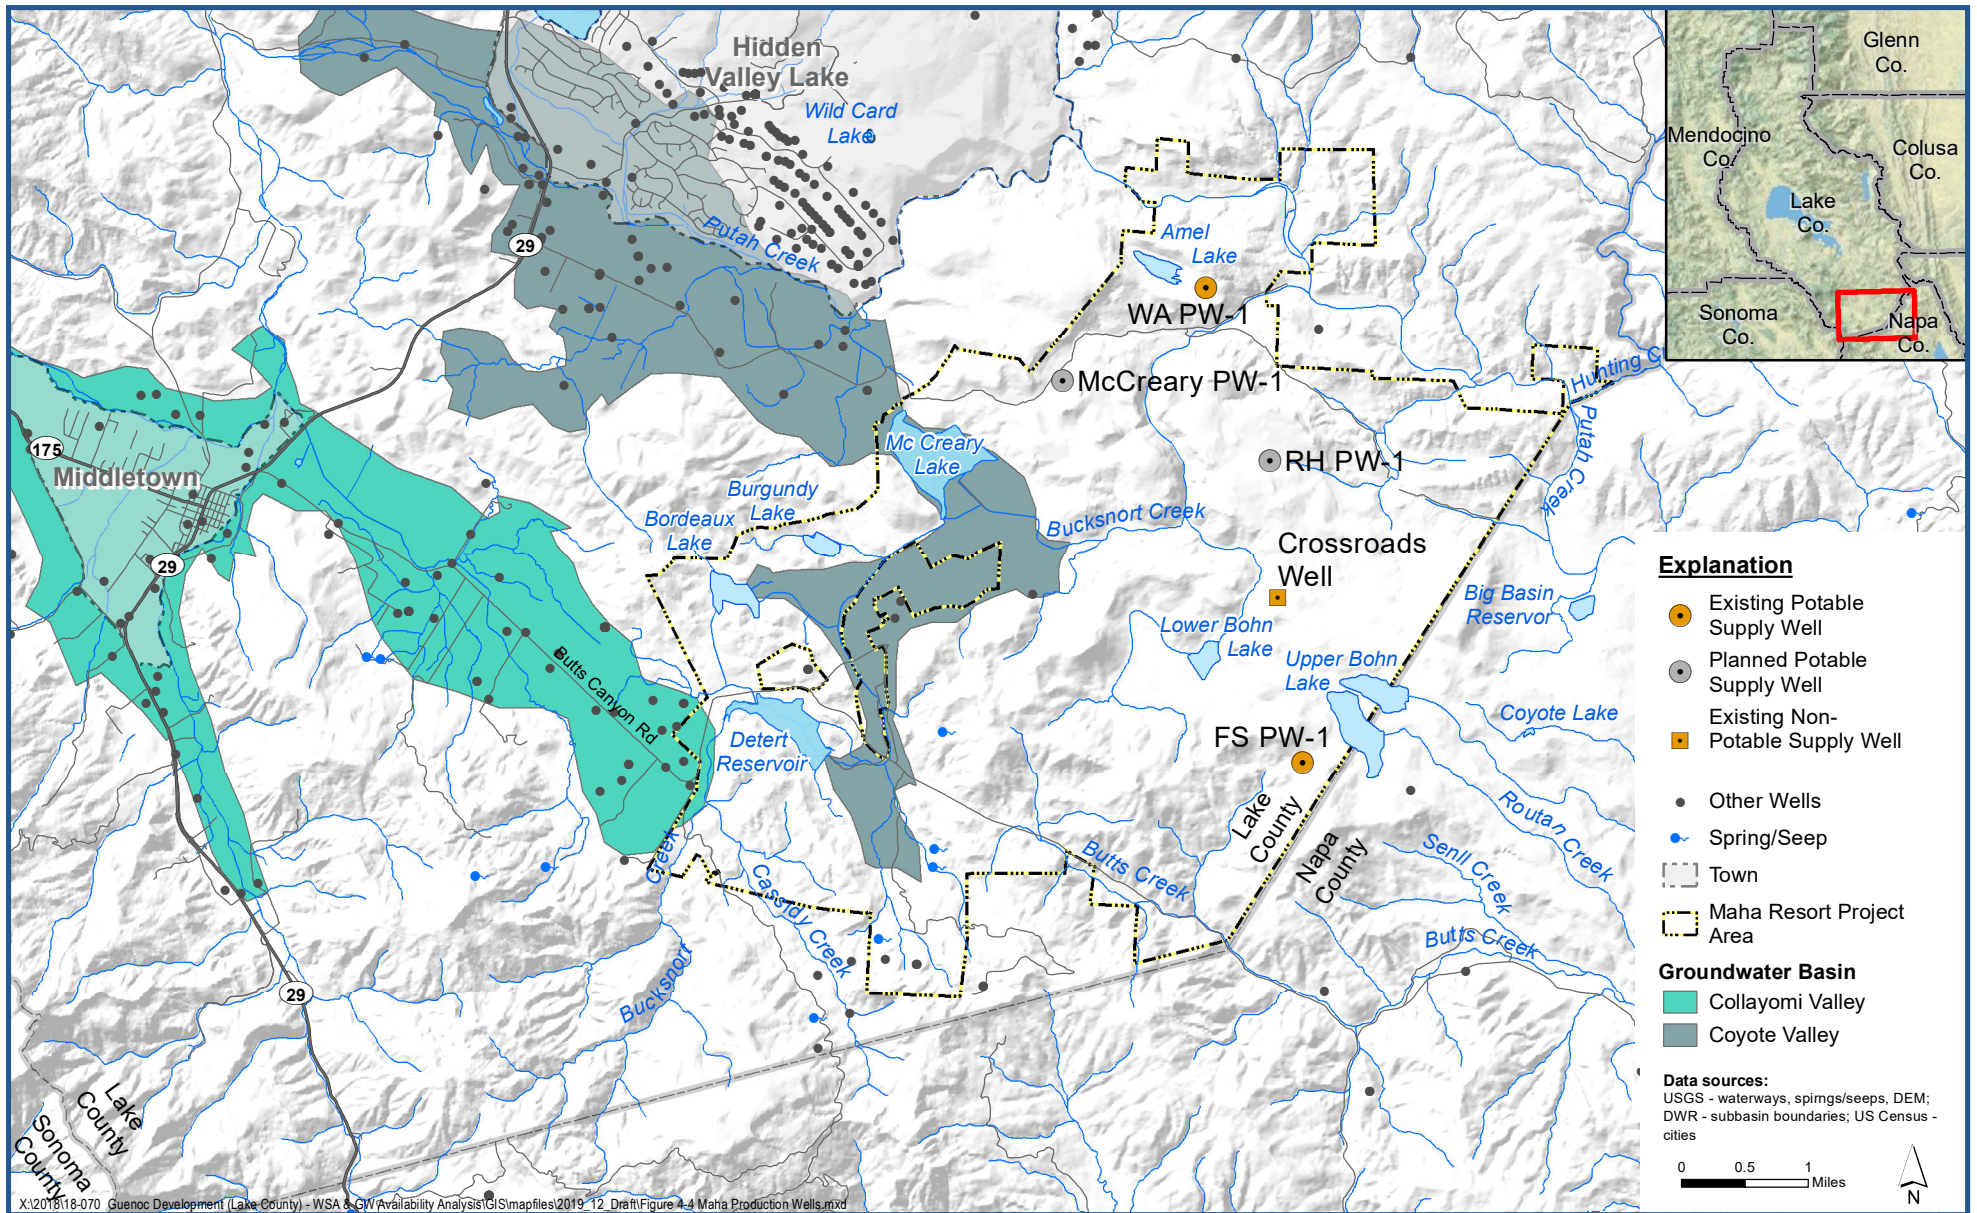 Hidden
Valley Lake
Wild Card
Lake
Glenn
Co.
Mendocino
Co.
Colusa
Co.
Lake
Co.
Sonoma
Co.
Napa
Co.
Putah Creek
29
Amel
Lake
WA PW-1
McCreary PW-1
Hunting C
Putah Creek
175
Middletown
29
Mc Creary
Lake
RH PW-1
Burgundy
Lake
Bordeaux
Lake
Bucksnort Creek
Crossroads
Well
Big Basin
Reservoir
Lower Bohn
Lake
Upper Bohn
Lake
Coyote Lake
Butts Canyon Rd
Detert
Reservoir
FS PW-1
Lake
County
Napa
County
Routan Creek
Senll Creek
Butts Creek
Butts Creek
Cassidy Creek
Creek
Bucksnort
29
Lake
County
Sonoma
County
Explanation
Existing Potable
Supply Well
Planned Potable
Supply Well
Existing Non-
Potable Supply Well
Other Wells
Spring/Seep
Town
Maha Resort Project
Area
Groundwater Basin
Collayomi Valley
Coyote Valley
Data sources:
USGS - waterways, spirngs/seeps, DEM;
DWR - subbasin boundaries; US Census -
cities
0 0.5 1
Miles
N
X:\2018\18-070 Guenoc Development (Lake County) - WSA & GW Availability Analysis\GIS\mapfiles\2019_12_Draft\Figure 4-4 Maha Production Wells.mxd